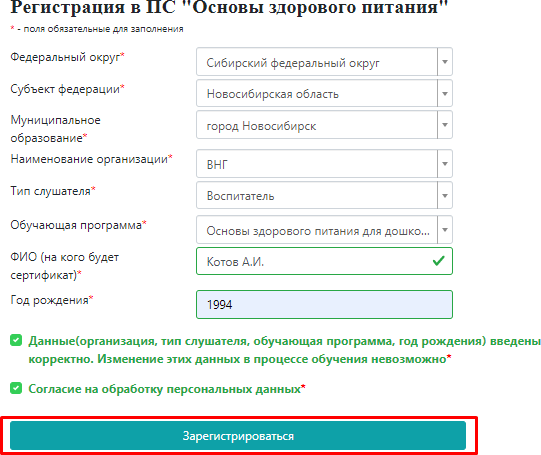 Регистрация в ПС "Основы здорового питания"
* - поля обязательные для заполнения
Федеральный округ*
Сибирский федеральный округ
Субъект федерации*
Новосибирская область
Муниципальное
образование*
город Новосибирск
Наименование организации*
ВНГ
Тип слушателя*
Воспитатель
Обучающая программа*
Основы здорового питания для дошко...
ФИО (на кого будет
сертификат)*
Котов А.И.
Год рождения*
1994
Данные(организация, тип слушателя, обучающая программа, год рождения) введены
корректно. Изменение этих данных в процессе обучения невозможно*
Согласие на обработку персональных данных*
Зарегистрироваться